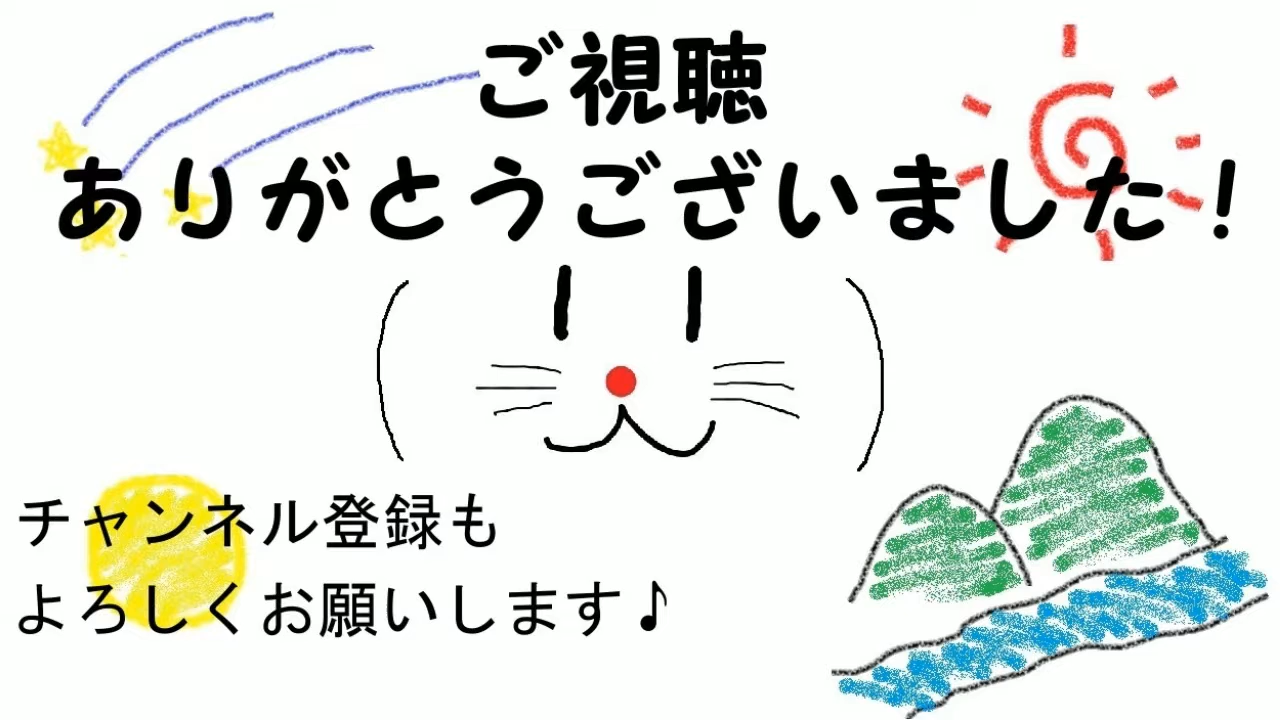 ご視聴
ありがとうございました！
チャンネル登録も
よろしくお願いします♪